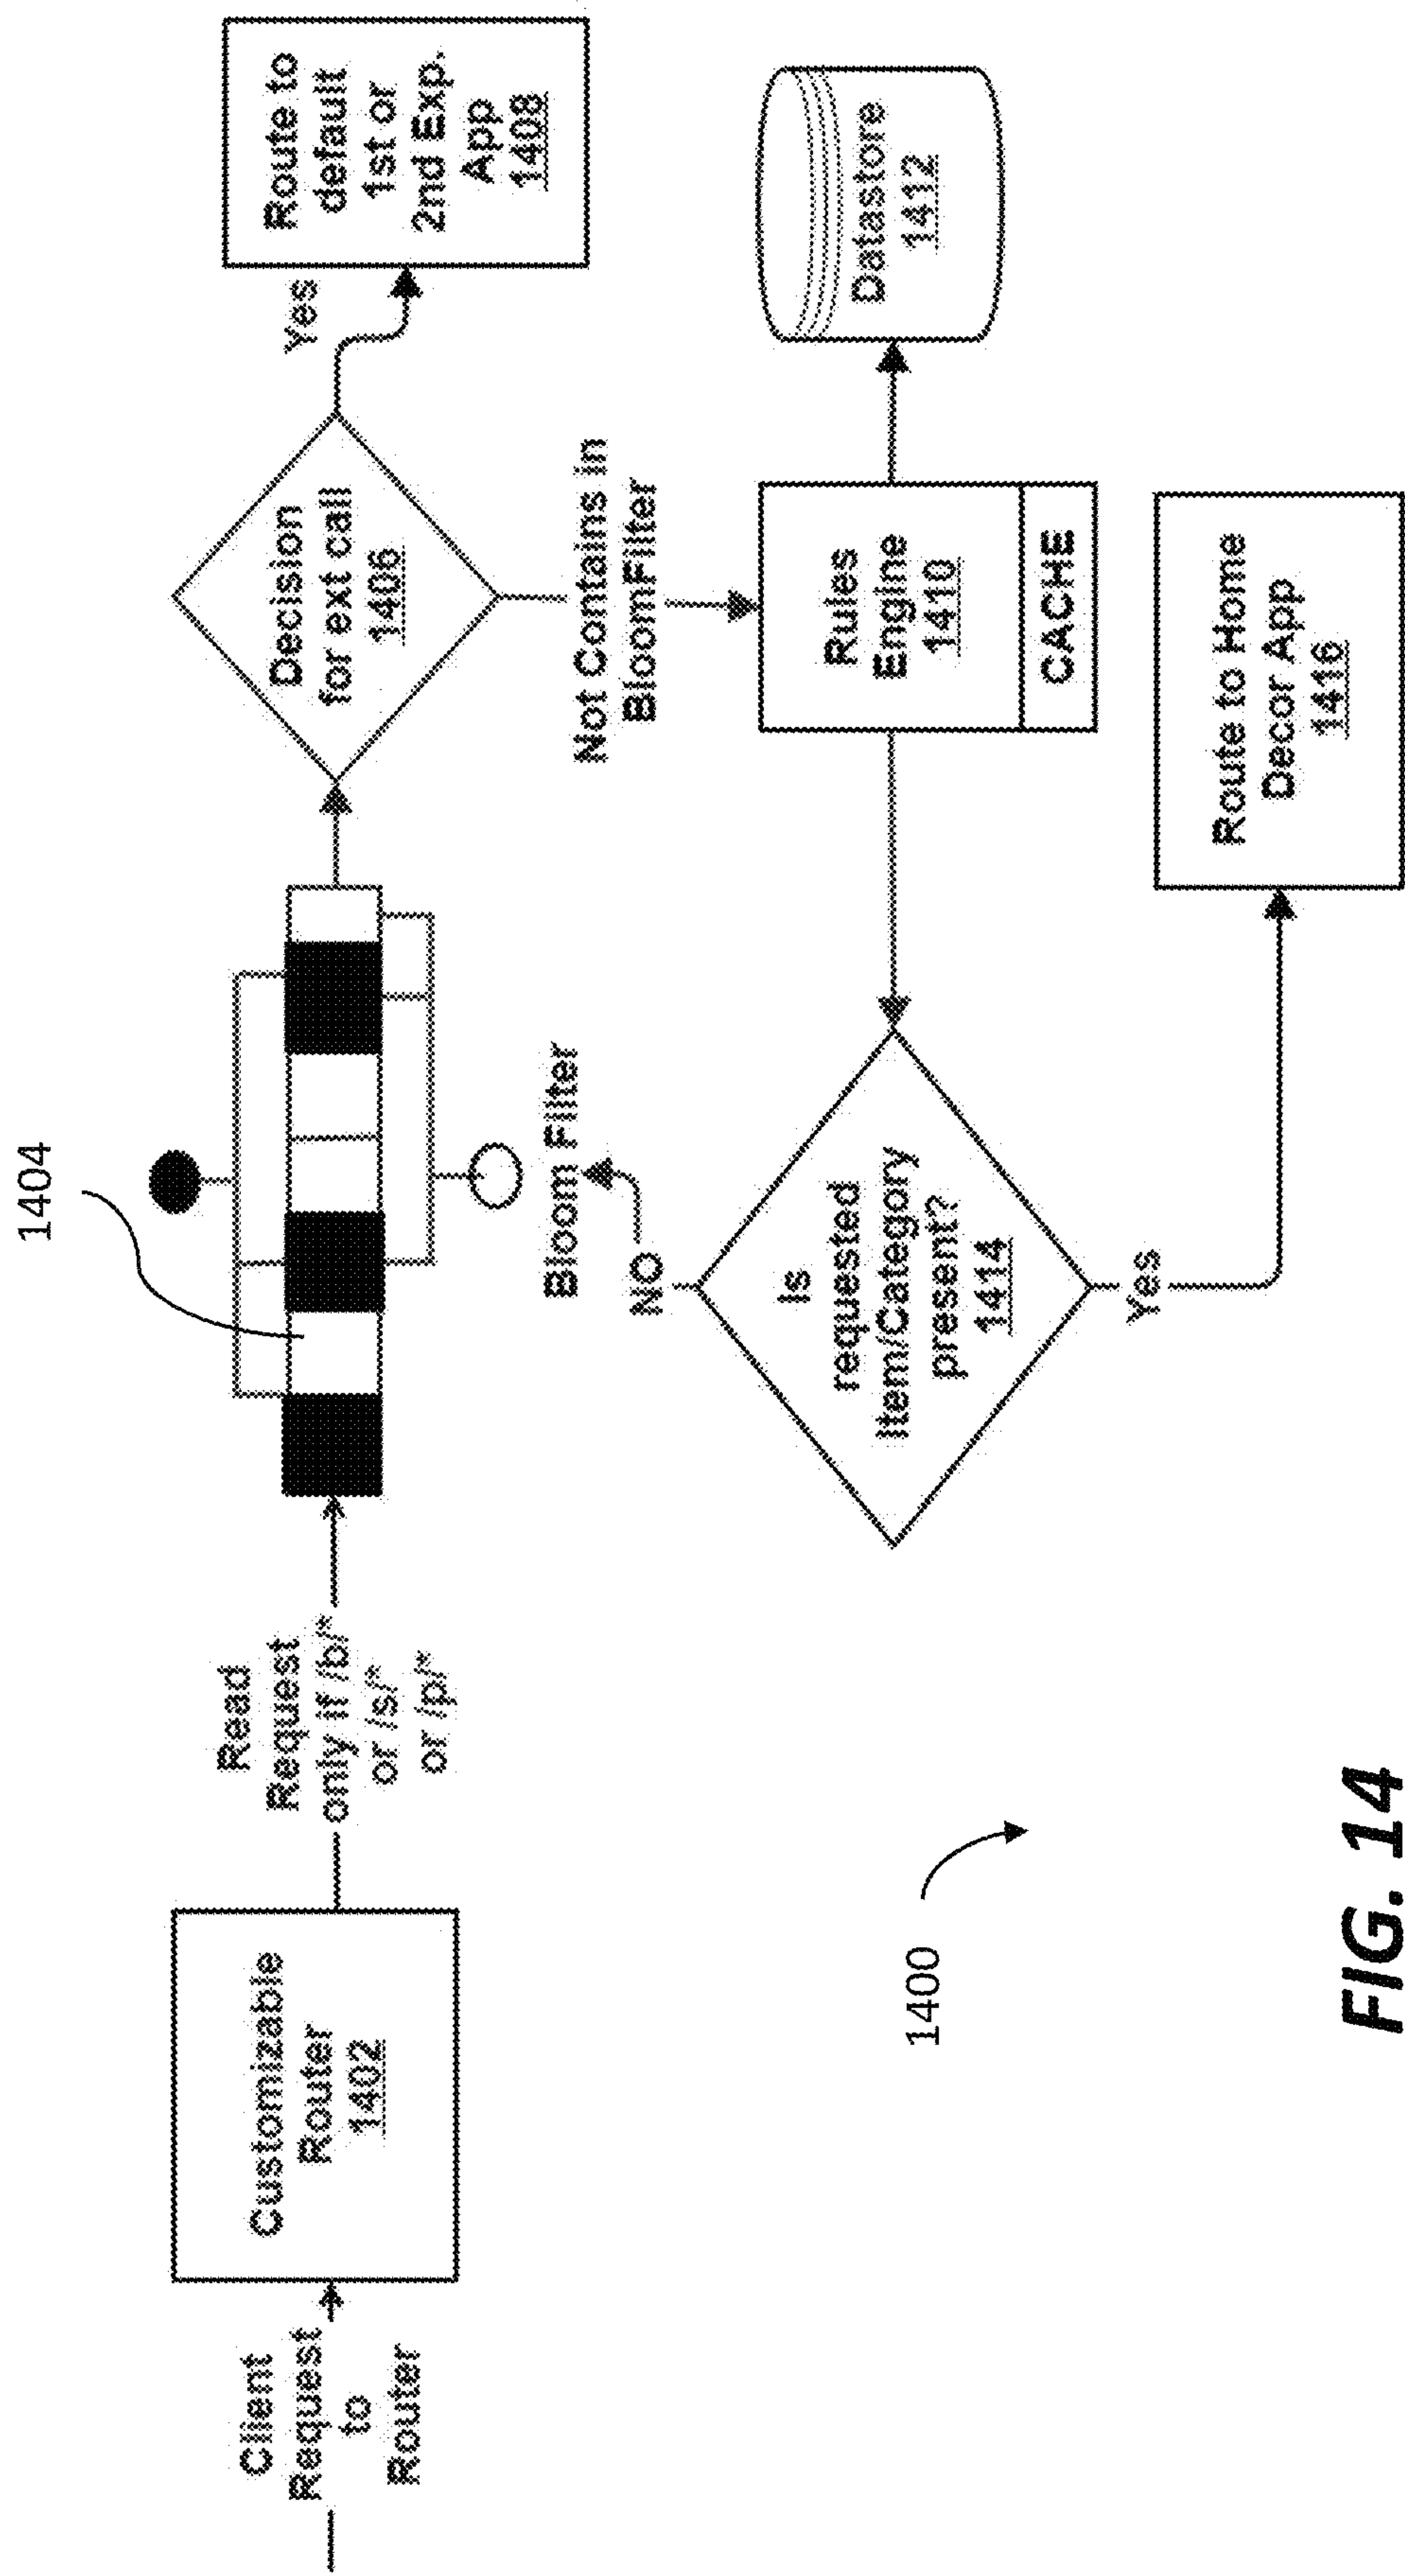 Client
Request
to
Router
Customizable
Router
1402
Read
Request
only if /b/*
or /s/*
or /p/*
1404
Bloom Filter
Decision
for ext call
1406
Yes
Route to
default
1st or
2nd Exp.
App
1408
Not Contains in
BloomFilter
Rules
Engine
1410
CACHE
Datastore
1412
Is
requested
item/Category
present?
1414
NO
Yes
Route to Home
Decor App
1416
1400
FIG. 14